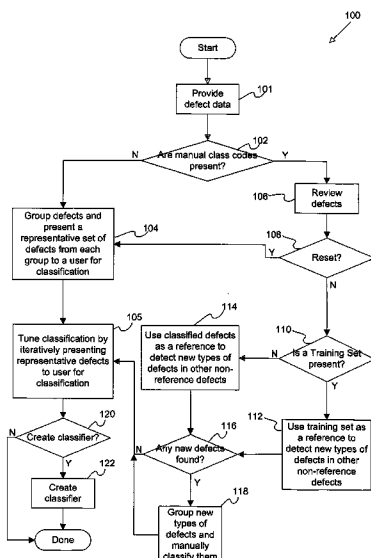 100
Start
Provide
defect data
101
102
Are manual class codes
present?
N
Y
106
Review
defects
Group defects and
present a
representative set of
defects from each
group to a user for
classification
104
108
Reset?
Y
N
114
Use classified defects
as a reference to
detect new types of
defects in other non-
reference defects
110
Is a Training Set
present?
N
Y
105
Tune classification by
iteratively presenting
representative defects
to user for
classification
112
Use training set as
a reference to
detect new types of
defects in other
non-reference
defects
116
Any new defects
found?
N
Y
120
N
Create classifier?
Y
122
Create
classifier
118
Group new
types of
defects and
manually
classify them
Done